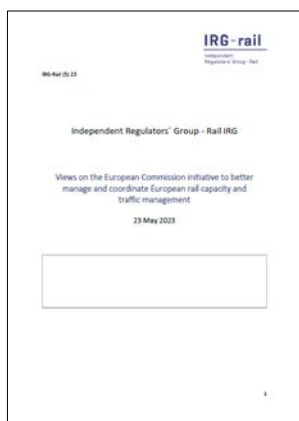 IRG-rail
Independent
Regulators' Group - Rail
IRG-Rail (5) 23
Independent Regulators´ Group - Rail IRG
Views on the European Commission initiative to better
manage and coordinate European rail capacity and
traffic management
23 May 2023
1